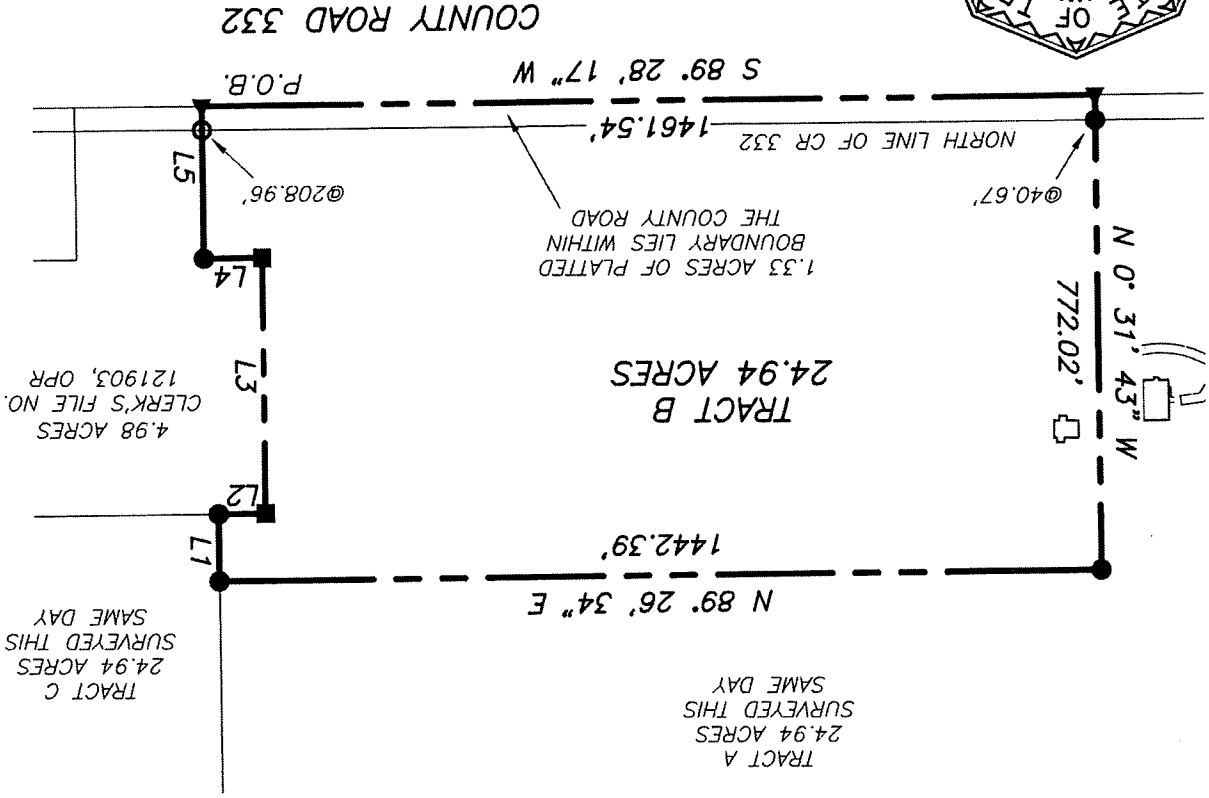 TRACT A
24.94 ACRES
SURVEYED THIS
SAME DAY
TRACT C
24.94 ACRES
SURVEYED THIS
SAME DAY
N 89° 26' 34" E
1442.39'
L1
L2
N 0° 31' 43" W
772.02'
TRACT B
24.94 ACRES
L3
4.98 ACRES
CLERK'S FILE NO.
121903, OPR
L4
1.33 ACRES OF PLATTED
BOUNDARY LIES WITHIN
THE COUNTY ROAD
@40.67'
@208.96'
L5
NORTH LINE OF CR 332
1461.54'
S 89° 28' 17" W
P.O.B.
COUNTY ROAD 332
OF